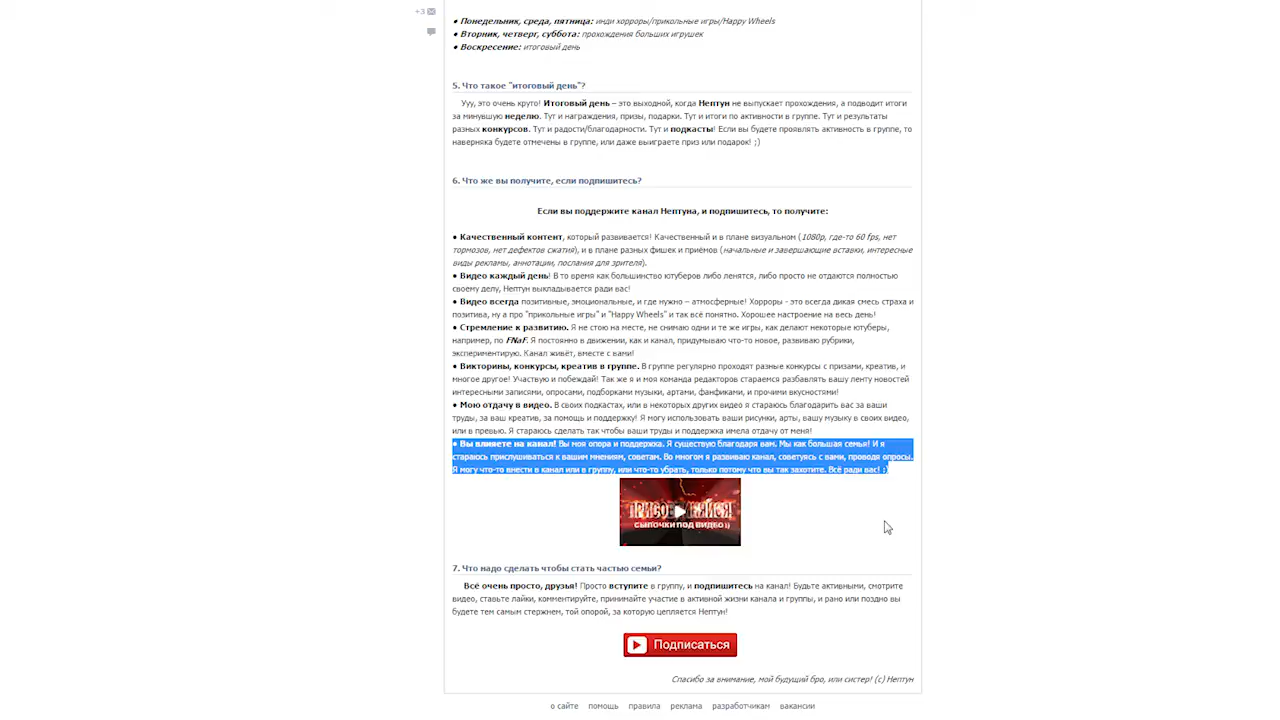 +3
● Понедельник, среда, пятница: инди хорроры/прикольные игры/Happy Wheels
● Вторник, четверг, суббота: прохождения больших игрушек
● Воскресение: итоговый день
5. Что такое "итоговый день"?
Ууу, это очень круто! Итоговый день – это выходной, когда Нептун не выпускает прохождения, а подводит итоги
за минувшую неделю. Тут и награждения, призы, подарки. Тут и итоги по активности в группе. Тут и результаты
разных конкурсов. Тут и радости/благодарности. Тут и подкасты! Если вы будете проявлять активность в группе, то
наверняка будете отмечены в группе, или даже выиграете приз или подарок! ;)
6. Что же вы получите, если подпишитесь?
Если вы поддержите канал Нептуна, и подпишитесь, то получите:
● Качественный контент, который развивается! Качественный и в плане визуальном (1080p, где-то 60 fps, нет
тормозов, нет дефектов сжатия), и в плане разных фишек и приёмов (начальные и завершающие вставки, интересные
виды рекламы, аннотации, послания для зрителя).
● Видео каждый день! В то время как большинство ютуберов либо ленятся, либо просто не отдаются полностью
своему делу, Нептун выкладывается ради вас!
● Видео всегда позитивные, эмоциональные, и где нужно – атмосферные! Хорроры - это всегда дикая смесь страха и
позитива, ну а про "прикольные игры" и "Happy Wheels" и так всё понятно. Хорошее настроение на весь день!
● Стремление к развитию. Я не стою на месте, не снимаю одни и те же игры, как делают некоторые ютуберы,
например, по FNaF. Я постоянно в движении, как и канал, придумываю что-то новое, развиваю рубрики,
экспериментирую. Канал живёт, вместе с вами!
● Викторины, конкурсы, креатив в группе. В группе регулярно проходят разные конкурсы с призами, креатив, и
многое другое! Участвую и побеждай! Так же я и моя команда редакторов стараемся разбавлять вашу ленту новостей
интересными записями, опросами, подборками музыки, артами, фанфиками, и прочими вкусностями!
● Мою отдачу в видео. В своих подкастах, или в некоторых других видео я стараюсь благодарить вас за ваши
труды, за ваш креатив, за помощь и поддержку! Я могу использовать ваши рисунки, арты, вашу музыку в своих видео,
или в превью. Я стараюсь сделать так чтобы ваши труды и поддержка имела отдачу от меня!
● Вы влияете на канал! Вы моя опора и поддержка. Я существую благодаря вам. Мы как большая семья! И я
стараюсь прислушиваться к вашим мнениям, советам. Во многом я развиваю канал, советуясь с вами, проводя опросы.
Я могу что-то внести в канал или в группу, или что-то убрать, только потому что вы так захотите. Всё ради вас! :)
СЫЛОЧКИ ПОД ВИДЕО :)
7. Что надо сделать чтобы стать частью семьи?
Всё очень просто, друзья! Просто вступите в группу, и подпишитесь на канал! Будьте активными, смотрите
видео, ставьте лайки, комментируйте, принимайте участие в активной жизни канала и группы, и рано или поздно вы
будете тем самым стержнем, той опорой, за которую цепляется Нептун!
Подписаться
Спасибо за внимание, мой будущий бро, или систер! (с) Нептун
о сайте помощь правила реклама разработчикам вакансии